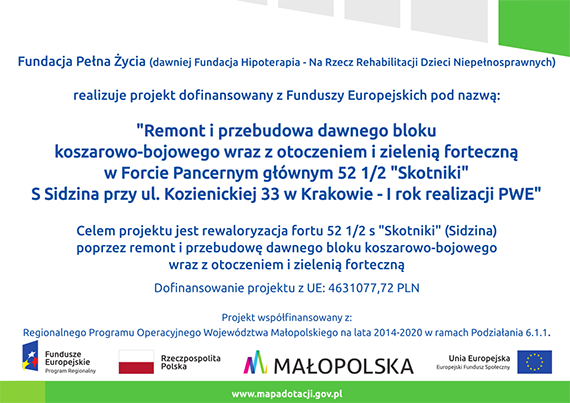 Fundacja Pełna Życia (dawniej Fundacja Hipoterapia - Na Rzecz Rehabilitacji Dzieci Niepełnosprawnych)
realizuje projekt dofinansowany z Funduszy Europejskich pod nazwą:
"Remont i przebudowa dawnego bloku
koszarowo-bojowego wraz z otoczeniem i zielenią forteczną
w Forcie Pancernym głównym 52 1/2 "Skotniki"
S Sidzina przy ul. Kozienickiej 33 w Krakowie - I rok realizacji PWE"
Celem projektu jest rewaloryzacja fortu 52 1/2 s "Skotniki" (Sidzina)
poprzez remont i przebudowę dawnego bloku koszarowo-bojowego
wraz z otoczeniem i zielenią forteczną
Dofinansowanie projektu z UE: 4631077,72 PLN
Projekt współfinansowany z:
Regionalnego Programu Operacyjnego Województwa Małopolskiego na lata 2014-2020 w ramach Podziałania 6.1.1.
Fundusze
Europejskie
Program Regionalny
Rzeczpospolita
Polska
MAŁOPOLSKA
Unia Europejska
Europejski Fundusz Społeczny
www.mapadotacji.gov.pl